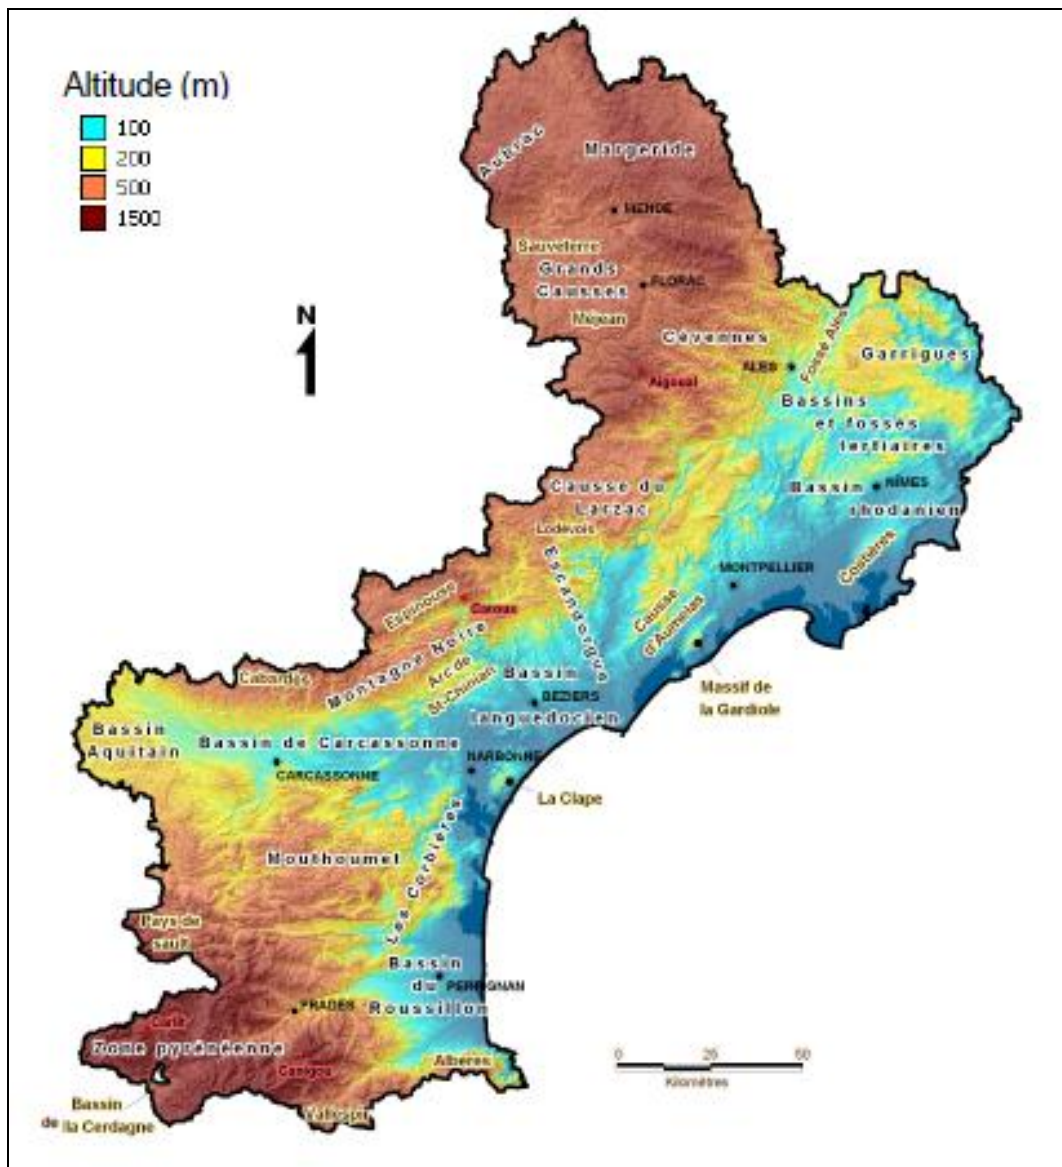 Altitude (m)
100
200
500
1500
N
Aubrac
Margeride
MENDE
Sauveterre
Grands
Causses
FLORAC
Mejean
Cévennes
Fossé Ales
Garrigues
ALES
Aigoual
Bassins
et fossés
tertiaires
Causse du
Larzac
Bassin
rhodanien
NÎMES
Lodévois
Escandorgue
MONTPELLIER
Costières
Espinouse
Caroux
Causse
d'Aumelas
Montagne Noire
Arc de
St-Chinian
Cabardès
Bassin
languedocien
BEZIERS
Massif de
la Gardiole
Bassin
Aquitain
Bassin de Carcassonne
CARCASSONNE
NARBONNE
La Clape
Les Corbières
Mouthoumet
Pays de
sault
Bassin
du
Roussillon
PERPIGNAN
PRADES
Carlit
Zone pyrénéenne
Canigou
Albères
0
25
50
Kilomètres
Bassin
de lla Cerdagne
Vallespir